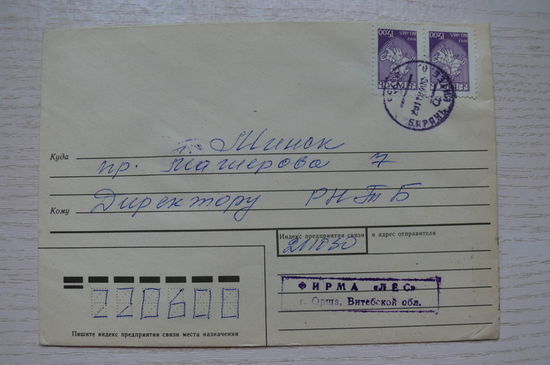 Куда
г. Минск
пр. Машерова 7
Кому
Директору РНТБ
Индекс предприятия связи и адрес отправителя
211030
ФИРМА «ЛЕС»
г. Орша, Витебской обл.
220600
Пишите индекс предприятия связи места назначения
БАРАНЬ